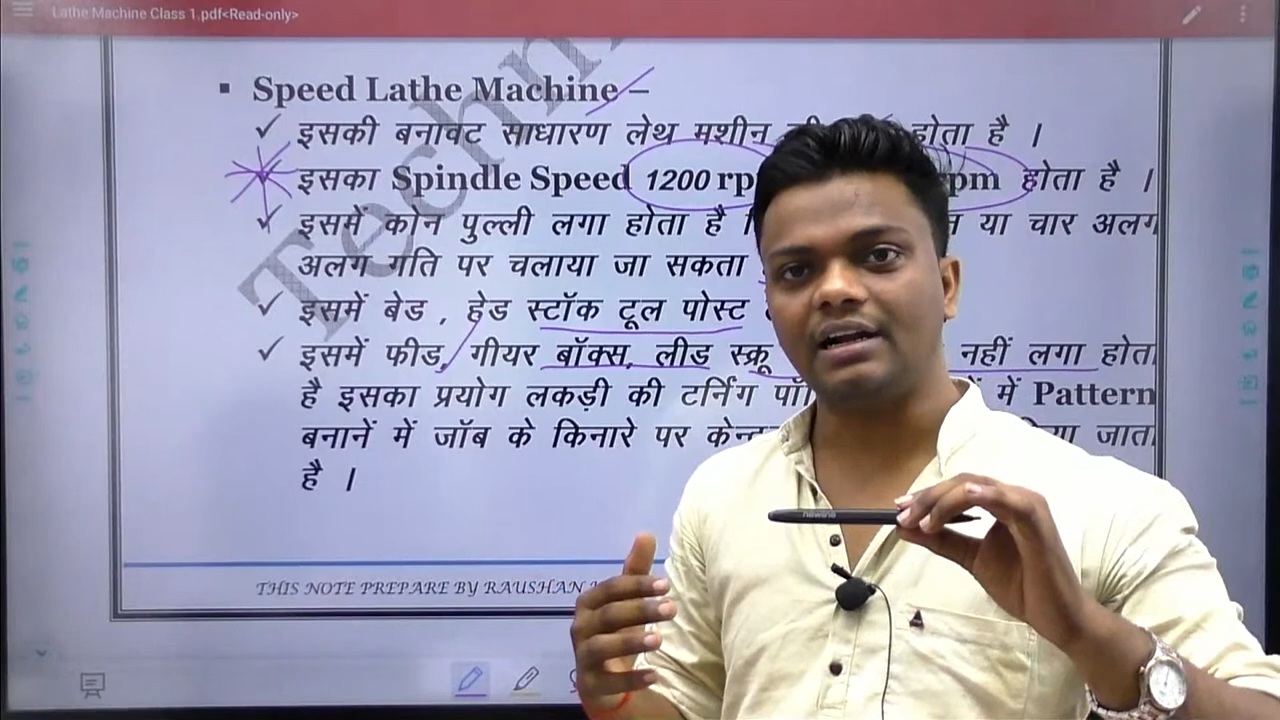 Lathe Machine Class 1.pdf<Read-only>
▪ Speed Lathe Machine –
✓ इसकी बनावट साधारण लेथ मशीन होता है ।
✓ इसका Spindle Speed 1200 होता है ।
✓ इसमें कोन पुल्ली लगा होता है या चार अलग
अलग गति पर चलाया जा सकता
✓ इसमें बेड , हेड स्टॉक टूल पोस्ट
✓ इसमें फीड, गीयर बॉक्स, लीड स्क्रू नहीं लगा होता
है इसका प्रयोग लकड़ी की टर्निंग में Pattern
बनानें में जॉब के किनारे पर जाता
है ।
THIS NOTE PREPARE BY RAUSHAN
Techn
newline